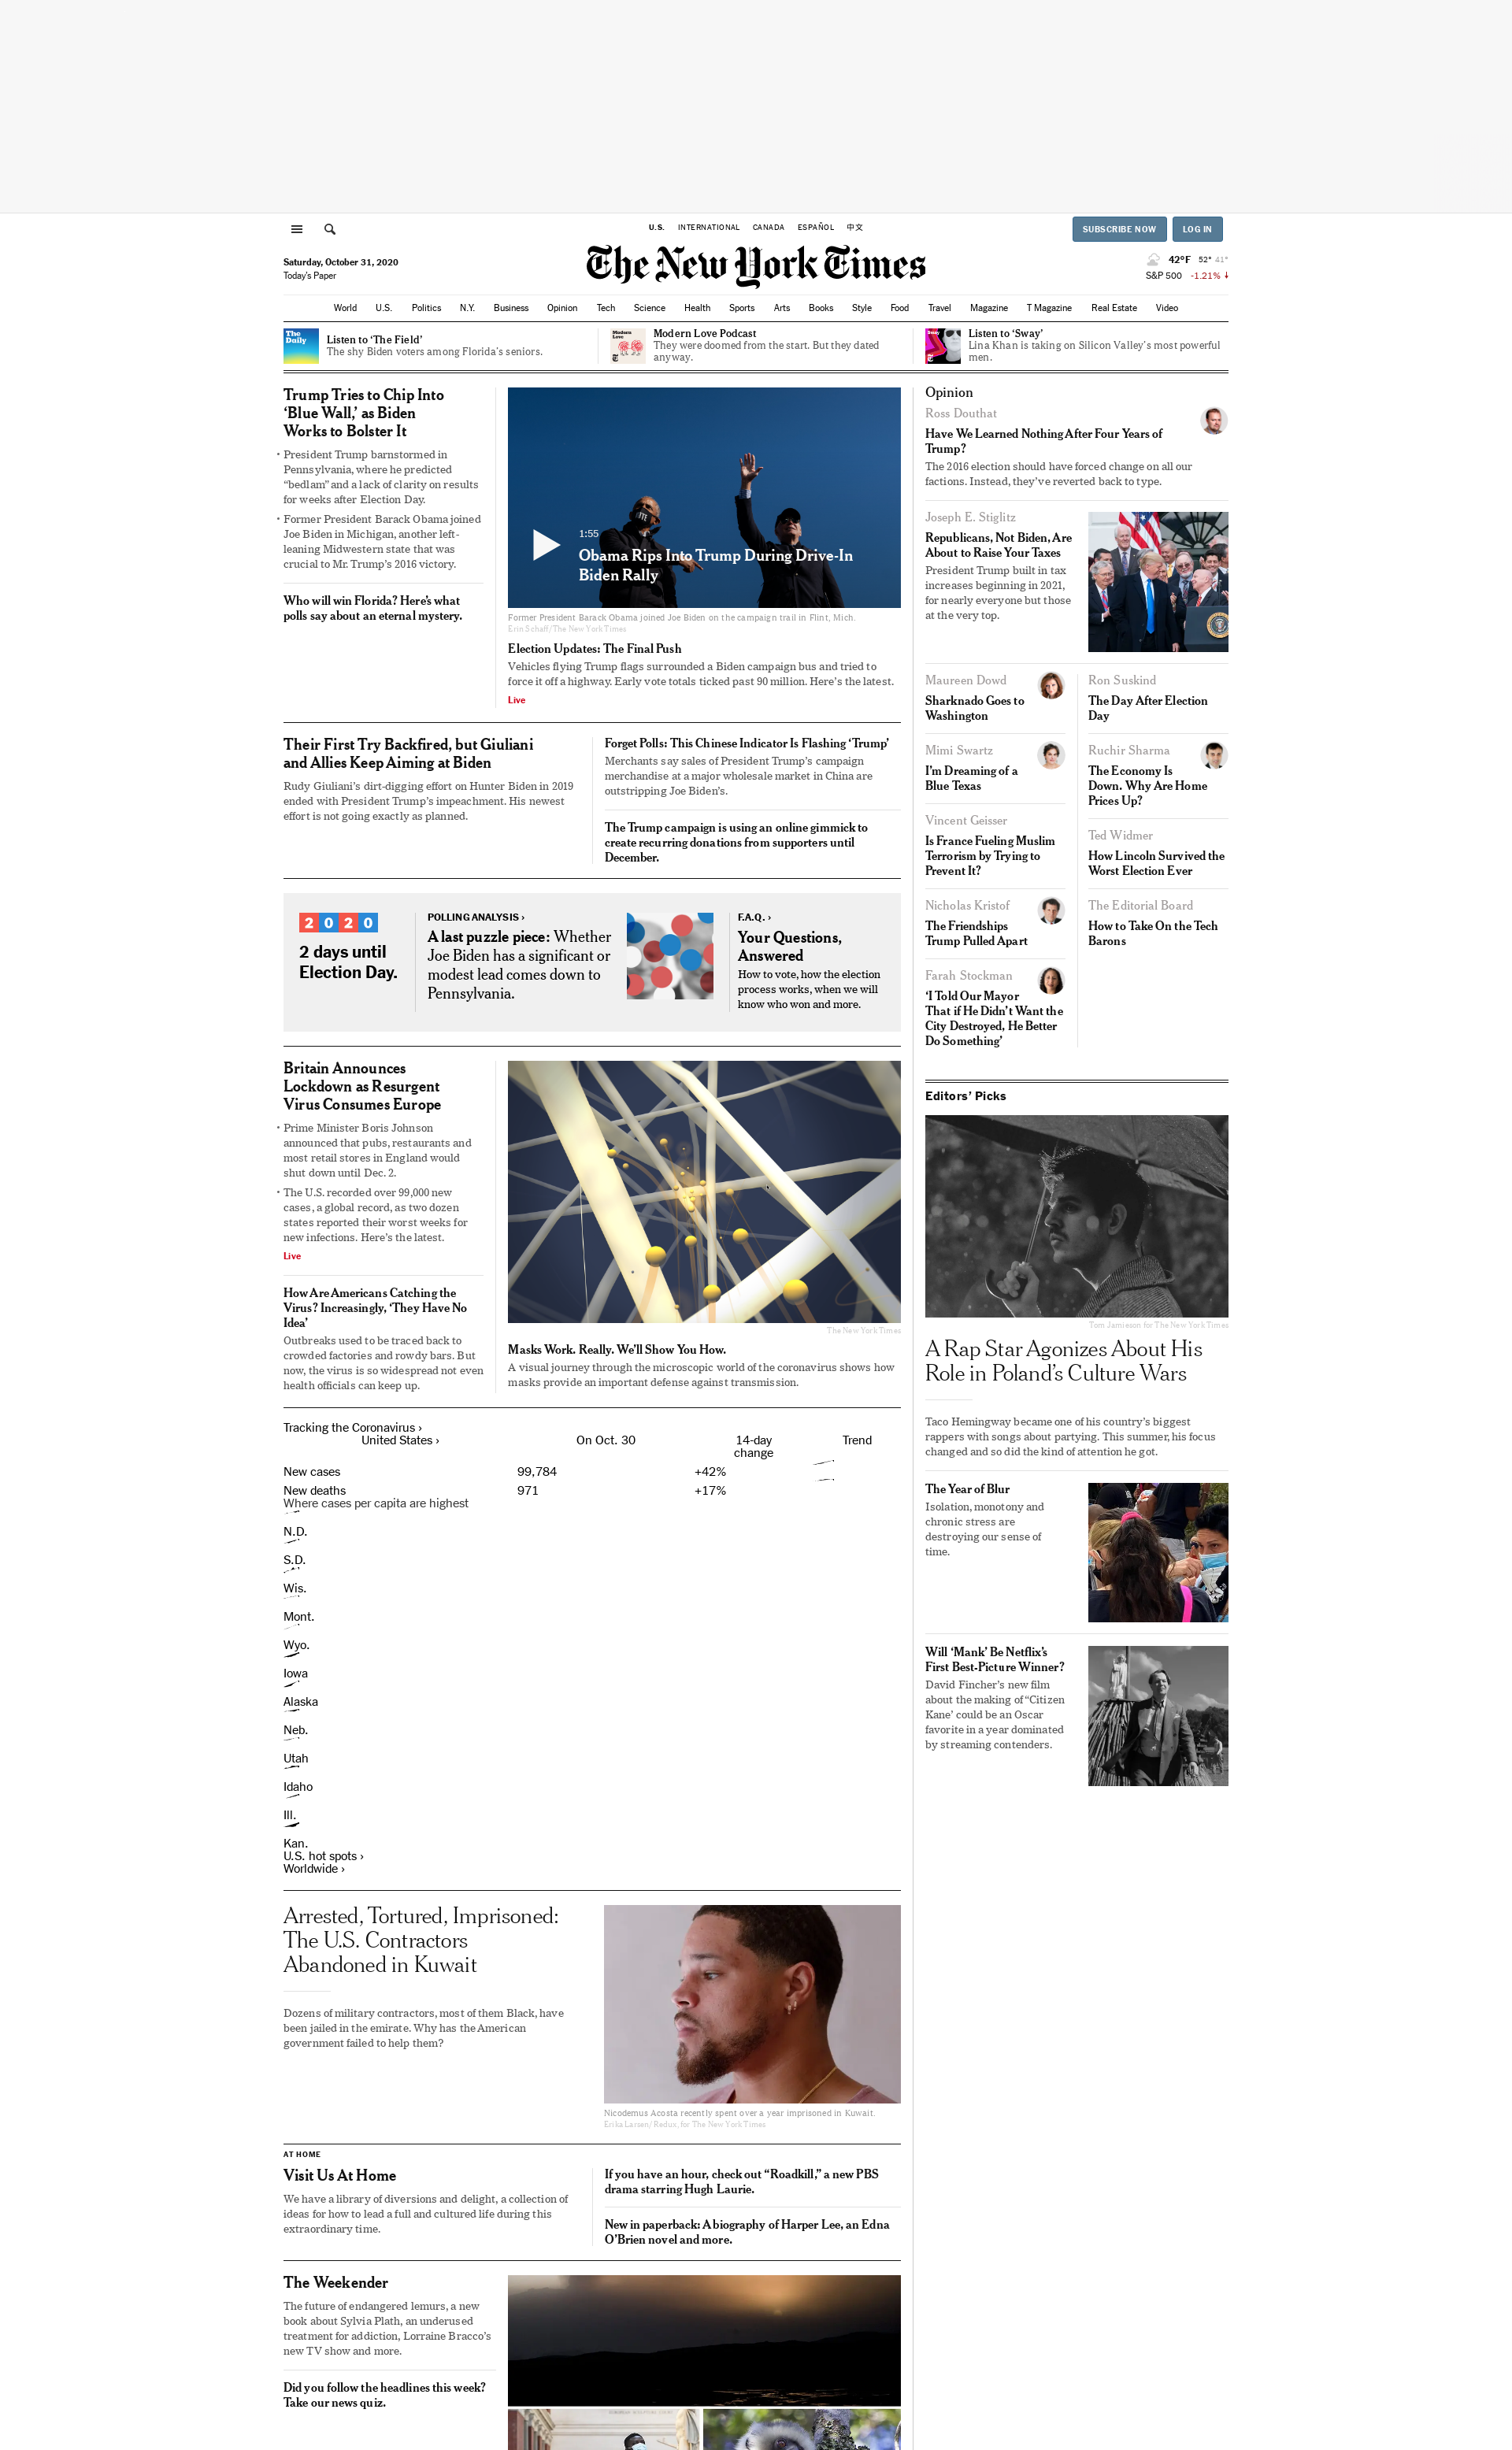 U.S.
INTERNATIONAL
CANADA
ESPAÑOL
中文
SUBSCRIBE NOW
LOG IN
Saturday, October 31, 2020
Today's Paper
The New York Times
42°F 52° 41°
S&P 500 -1.21%
World
U.S.
Politics
N.Y.
Business
Opinion
Tech
Science
Health
Sports
Arts
Books
Style
Food
Travel
Magazine
T Magazine
Real Estate
Video
The
Daily
Listen to ‘The Field’
The shy Biden voters among Florida’s seniors.
Modern
Love
Modern Love Podcast
They were doomed from the start. But they dated
anyway.
Sway
Listen to ‘Sway’
Lina Khan is taking on Silicon Valley’s most powerful
men.
Trump Tries to Chip Into
‘Blue Wall,’ as Biden
Works to Bolster It
• President Trump barnstormed in
Pennsylvania, where he predicted
“bedlam” and a lack of clarity on results
for weeks after Election Day.
• Former President Barack Obama joined
Joe Biden in Michigan, another left-
leaning Midwestern state that was
crucial to Mr. Trump’s 2016 victory.
Who will win Florida? Here’s what
polls say about an eternal mystery.
1:55
Obama Rips Into Trump During Drive-In
Biden Rally
Former President Barack Obama joined Joe Biden on the campaign trail in Flint, Mich.
Erin Schaff/The New York Times
Election Updates: The Final Push
Vehicles flying Trump flags surrounded a Biden campaign bus and tried to
force it off a highway. Early vote totals ticked past 90 million. Here’s the latest.
Live
Their First Try Backfired, but Giuliani
and Allies Keep Aiming at Biden
Rudy Giuliani’s dirt-digging effort on Hunter Biden in 2019
ended with President Trump’s impeachment. His newest
effort is not going exactly as planned.
Forget Polls: This Chinese Indicator Is Flashing ‘Trump’
Merchants say sales of President Trump’s campaign
merchandise at a major wholesale market in China are
outstripping Joe Biden’s.
The Trump campaign is using an online gimmick to
create recurring donations from supporters until
December.
2020
2 days until
Election Day.
POLLING ANALYSIS ›
A last puzzle piece: Whether
Joe Biden has a significant or
modest lead comes down to
Pennsylvania.
F.A.Q. ›
Your Questions,
Answered
How to vote, how the election
process works, when we will
know who won and more.
Britain Announces
Lockdown as Resurgent
Virus Consumes Europe
• Prime Minister Boris Johnson
announced that pubs, restaurants and
most retail stores in England would
shut down until Dec. 2.
• The U.S. recorded over 99,000 new
cases, a global record, as two dozen
states reported their worst weeks for
new infections. Here’s the latest.
Live
How Are Americans Catching the
Virus? Increasingly, ‘They Have No
Idea’
Outbreaks used to be traced back to
crowded factories and rowdy bars. But
now, the virus is so widespread not even
health officials can keep up.
The New York Times
Masks Work. Really. We’ll Show You How.
A visual journey through the microscopic world of the coronavirus shows how
masks provide an important defense against transmission.
Tracking the Coronavirus ›
United States › On Oct. 30 14-day
change Trend
New cases 99,784 +42%
New deaths 971 +17%
Where cases per capita are highest
N.D.
S.D.
Wis.
Mont.
Wyo.
Iowa
Alaska
Neb.
Utah
Idaho
Ill.
Kan.
U.S. hot spots ›
Worldwide ›
Arrested, Tortured, Imprisoned:
The U.S. Contractors
Abandoned in Kuwait
Dozens of military contractors, most of them Black, have
been jailed in the emirate. Why has the American
government failed to help them?
Nicodemus Acosta recently spent over a year imprisoned in Kuwait.
Erika Larsen/Redux, for The New York Times
AT HOME
Visit Us At Home
We have a library of diversions and delight, a collection of
ideas for how to lead a full and cultured life during this
extraordinary time.
If you have an hour, check out “Roadkill,” a new PBS
drama starring Hugh Laurie.
New in paperback: A biography of Harper Lee, an Edna
O’Brien novel and more.
The Weekender
The future of endangered lemurs, a new
book about Sylvia Plath, an underused
treatment for addiction, Lorraine Bracco’s
new TV show and more.
Did you follow the headlines this week?
Take our news quiz.
Opinion
Ross Douthat
Have We Learned Nothing After Four Years of
Trump?
The 2016 election should have forced change on all our
factions. Instead, they’ve reverted back to type.
Joseph E. Stiglitz
Republicans, Not Biden, Are
About to Raise Your Taxes
President Trump built in tax
increases beginning in 2021,
for nearly everyone but those
at the very top.
Maureen Dowd
Sharknado Goes to
Washington
Mimi Swartz
I’m Dreaming of a
Blue Texas
Vincent Geisser
Is France Fueling Muslim
Terrorism by Trying to
Prevent It?
Nicholas Kristof
The Friendships
Trump Pulled Apart
Farah Stockman
‘I Told Our Mayor
That if He Didn’t Want the
City Destroyed, He Better
Do Something’
Ron Suskind
The Day After Election
Day
Ruchir Sharma
The Economy Is
Down. Why Are Home
Prices Up?
Ted Widmer
How Lincoln Survived the
Worst Election Ever
The Editorial Board
How to Take On the Tech
Barons
Editors’ Picks
Tom Jamieson for The New York Times
A Rap Star Agonizes About His
Role in Poland’s Culture Wars
Taco Hemingway became one of his country’s biggest
rappers with songs about partying. This summer, his focus
changed and so did the kind of attention he got.
The Year of Blur
Isolation, monotony and
chronic stress are
destroying our sense of
time.
Will ‘Mank’ Be Netflix’s
First Best-Picture Winner?
David Fincher’s new film
about the making of “Citizen
Kane’ could be an Oscar
favorite in a year dominated
by streaming contenders.